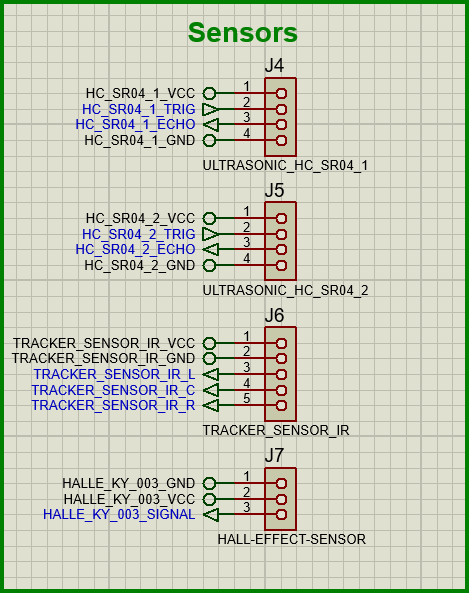 Sensors
J4
HC_SR04_1_VCC 1
HC_SR04_1_TRIG 2
HC_SR04_1_ECHO 3
HC_SR04_1_GND 4
ULTRASONIC_HC_SR04_1
J5
HC_SR04_2_VCC 1
HC_SR04_2_TRIG 2
HC_SR04_2_ECHO 3
HC_SR04_2_GND 4
ULTRASONIC_HC_SR04_2
J6
TRACKER_SENSOR_IR_VCC 1
TRACKER_SENSOR_IR_GND 2
TRACKER_SENSOR_IR_L 3
TRACKER_SENSOR_IR_C 4
TRACKER_SENSOR_IR_R 5
TRACKER_SENSOR_IR
J7
HALLE_KY_003_GND 1
HALLE_KY_003_VCC 2
HALLE_KY_003_SIGNAL 3
HALL-EFFECT-SENSOR